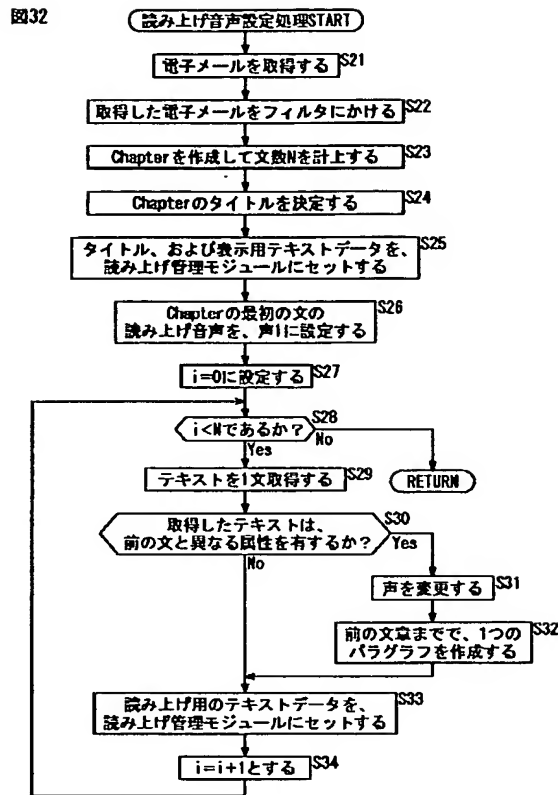 図32
読み上げ音声設定処理START
電子メールを取得する S21
取得した電子メールをフィルタにかける S22
Chapterを作成して文数Nを計上する S23
Chapterのタイトルを決定する S24
タイトル、および表示用テキストデータを、 S25
読み上げ管理モジュールにセットする
Chapterの最初の文の S26
読み上げ音声を、声1に設定する
i=0に設定する S27
i<Nであるか? S28
No
Yes
テキストを1文取得する S29
RETURN
取得したテキストは、 S30
前の文と異なる属性を有するか? Yes
No
声を変更する S31
前の文章までで、1つの S32
パラグラフを作成する
読み上げ用のテキストデータを、 S33
読み上げ管理モジュールにセットする
i=i+1とする S34